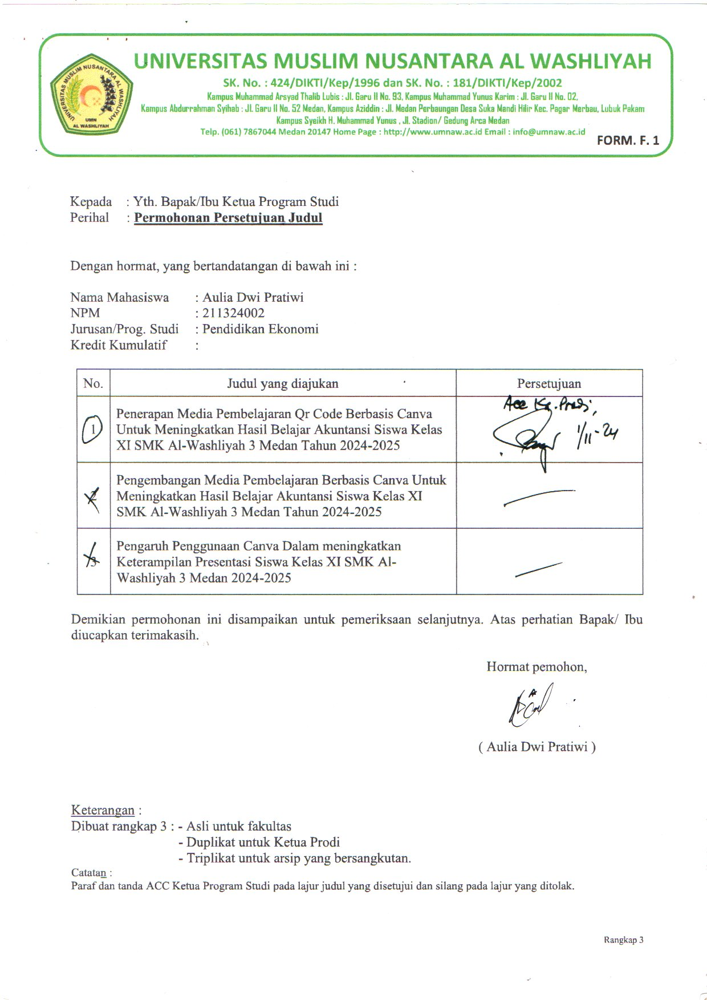 UNIVERSITAS MUSLIM NUSANTARA AL WASHLIYAH
UNIVERSITAS MUSLIM NUSANTARA AL WASHLIYAH
UMN
AL WASHLIYAH
SK. No. : 424/DIKTI/Kep/1996 dan SK. No. : 181/DIKTI/Kep/2002
Kampus Muhammad Arsyad Thalib Lubis : Jl. Garu II No. 93, Kampus Muhammad Yunus Karim : Jl. Garu II No. 02,
Kampus Abdurrahman Syihab : Jl. Garu II No. 52 Medan, Kampus Aziddin : Jl. Medan Perbaungan Desa Suka Mandi Hilir Kec. Pagar Merbau, Lubuk Pakam
Kampus Syeikh H. Muhammad Yunus , Jl. Stadion/ Gedung Arca Medan
Telp. (061) 7867044 Medan 20147 Home Page : http://www.umnaw.ac.id Email : info@umnaw.ac.id
FORM. F. 1
Kepada : Yth. Bapak/Ibu Ketua Program Studi
Perihal : Permohonan Persetujuan Judul
Dengan hormat, yang bertandatangan di bawah ini :
Nama Mahasiswa : Aulia Dwi Pratiwi
NPM : 211324002
Jurusan/Prog. Studi : Pendidikan Ekonomi
Kredit Kumulatif :
No. Judul yang diajukan Persetujuan
Acc Ka.Prodi,
Penerapan Media Pembelajaran Qr Code Berbasis Canva
1 Untuk Meningkatkan Hasil Belajar Akuntansi Siswa Kelas 1/11-24
XI SMK Al-Washliyah 3 Medan Tahun 2024-2025
Pengembangan Media Pembelajaran Berbasis Canva Untuk
2 Meningkatkan Hasil Belajar Akuntansi Siswa Kelas XI
SMK Al-Washliyah 3 Medan Tahun 2024-2025
Pengaruh Penggunaan Canva Dalam meningkatkan
3 Keterampilan Presentasi Siswa Kelas XI SMK Al-
Washliyah 3 Medan 2024-2025
Demikian permohonan ini disampaikan untuk pemeriksaan selanjutnya. Atas perhatian Bapak/ Ibu
diucapkan terimakasih.
Hormat pemohon,
( Aulia Dwi Pratiwi )
Keterangan :
Dibuat rangkap 3 : - Asli untuk fakultas
- Duplikat untuk Ketua Prodi
- Triplikat untuk arsip yang bersangkutan.
Catatan :
Paraf dan tanda ACC Ketua Program Studi pada lajur judul yang disetujui dan silang pada lajur yang ditolak.
Rangkap 3